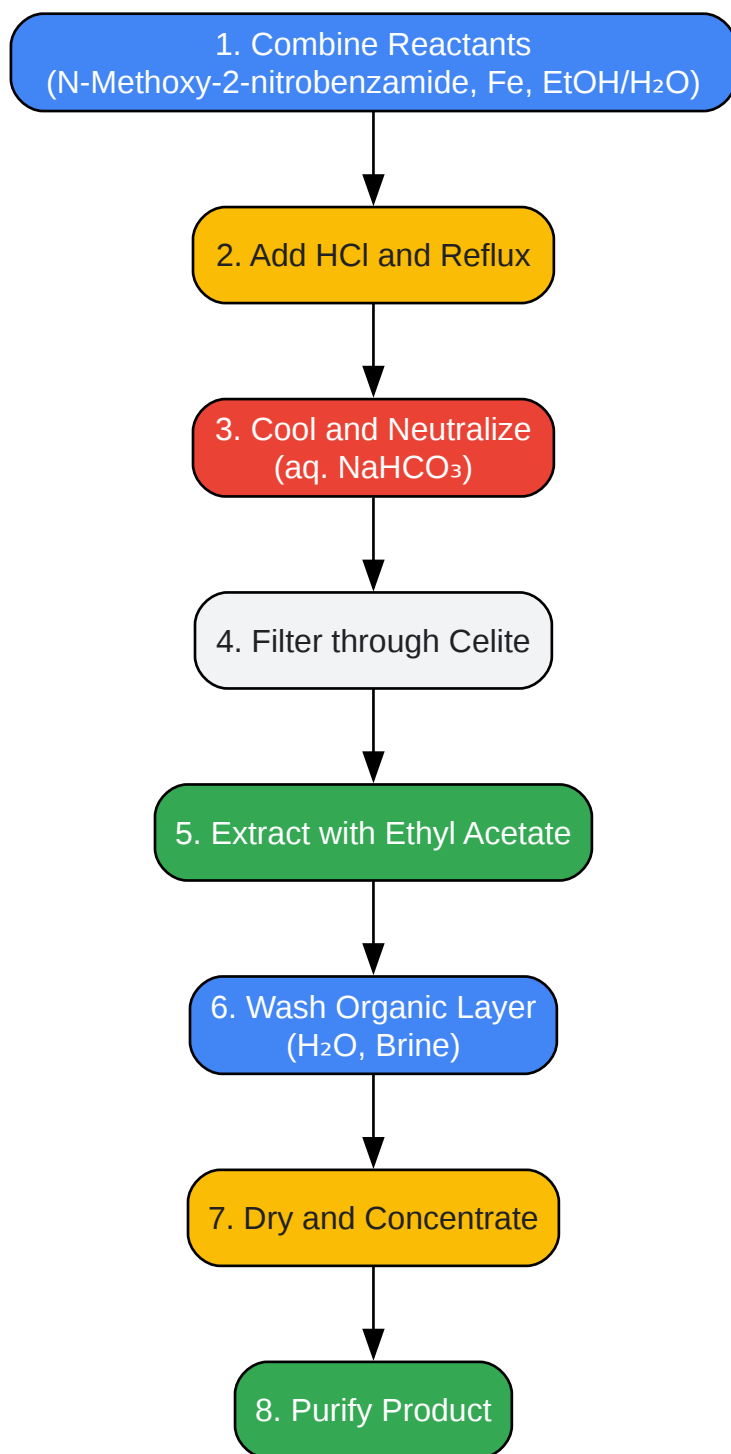 1. Combine Reactants
(N-Methoxy-2-nitrobenzamide, Fe, EtOH/H₂O)
2. Add HCl and Reflux
3. Cool and Neutralize
(aq. NaHCO₃)
4. Filter through Celite
5. Extract with Ethyl Acetate
6. Wash Organic Layer
(H₂O, Brine)
7. Dry and Concentrate
8. Purify Product